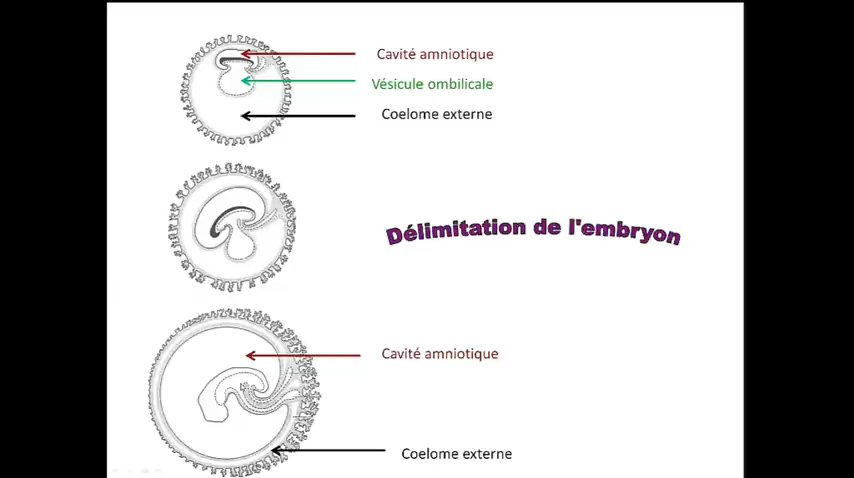 Cavité amniotique
Vésicule ombilicale
Coelome externe
Délimitation de l'embryon
Cavité amniotique
Coelome externe